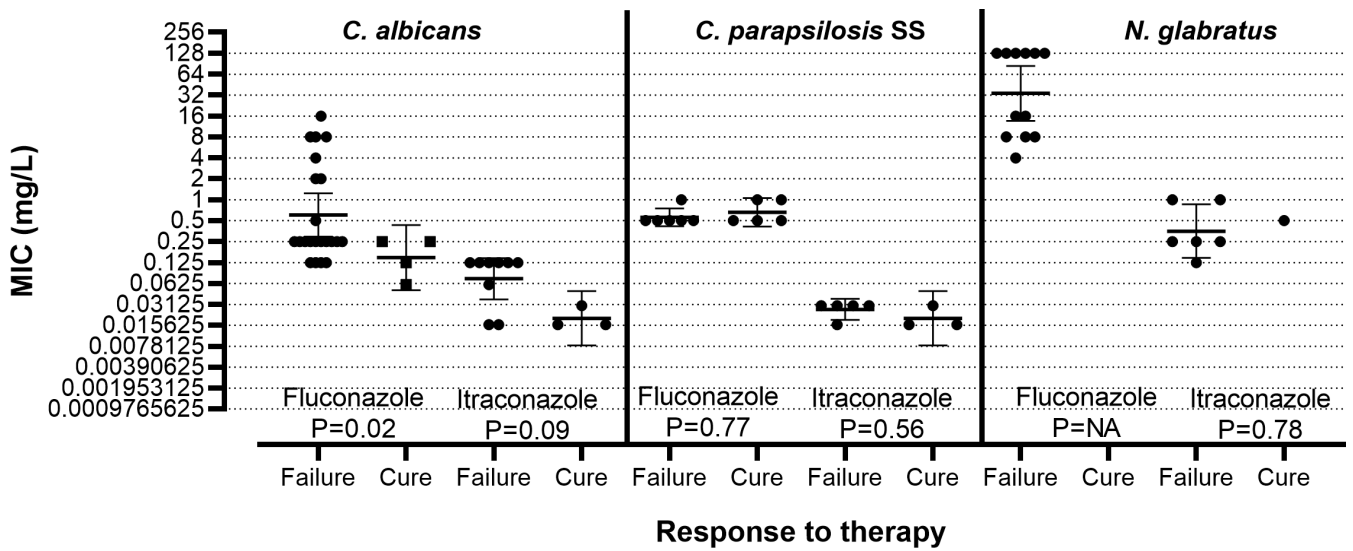 C. albicans
C. parapsilosis SS
N. glabratus
MIC (mg/L)
256
128
64
32
16
8
4
2
1
0.5
0.25
0.125
0.0625
0.03125
0.015625
0.0078125
0.00390625
0.001953125
0.0009765625
Fluconazole
P=0.02
Itraconazole
P=0.09
Fluconazole
P=0.77
Itraconazole
P=0.56
Fluconazole
P=NA
Itraconazole
P=0.78
Failure
Cure
Failure
Cure
Failure
Cure
Failure
Cure
Failure
Cure
Failure
Cure
Response to therapy